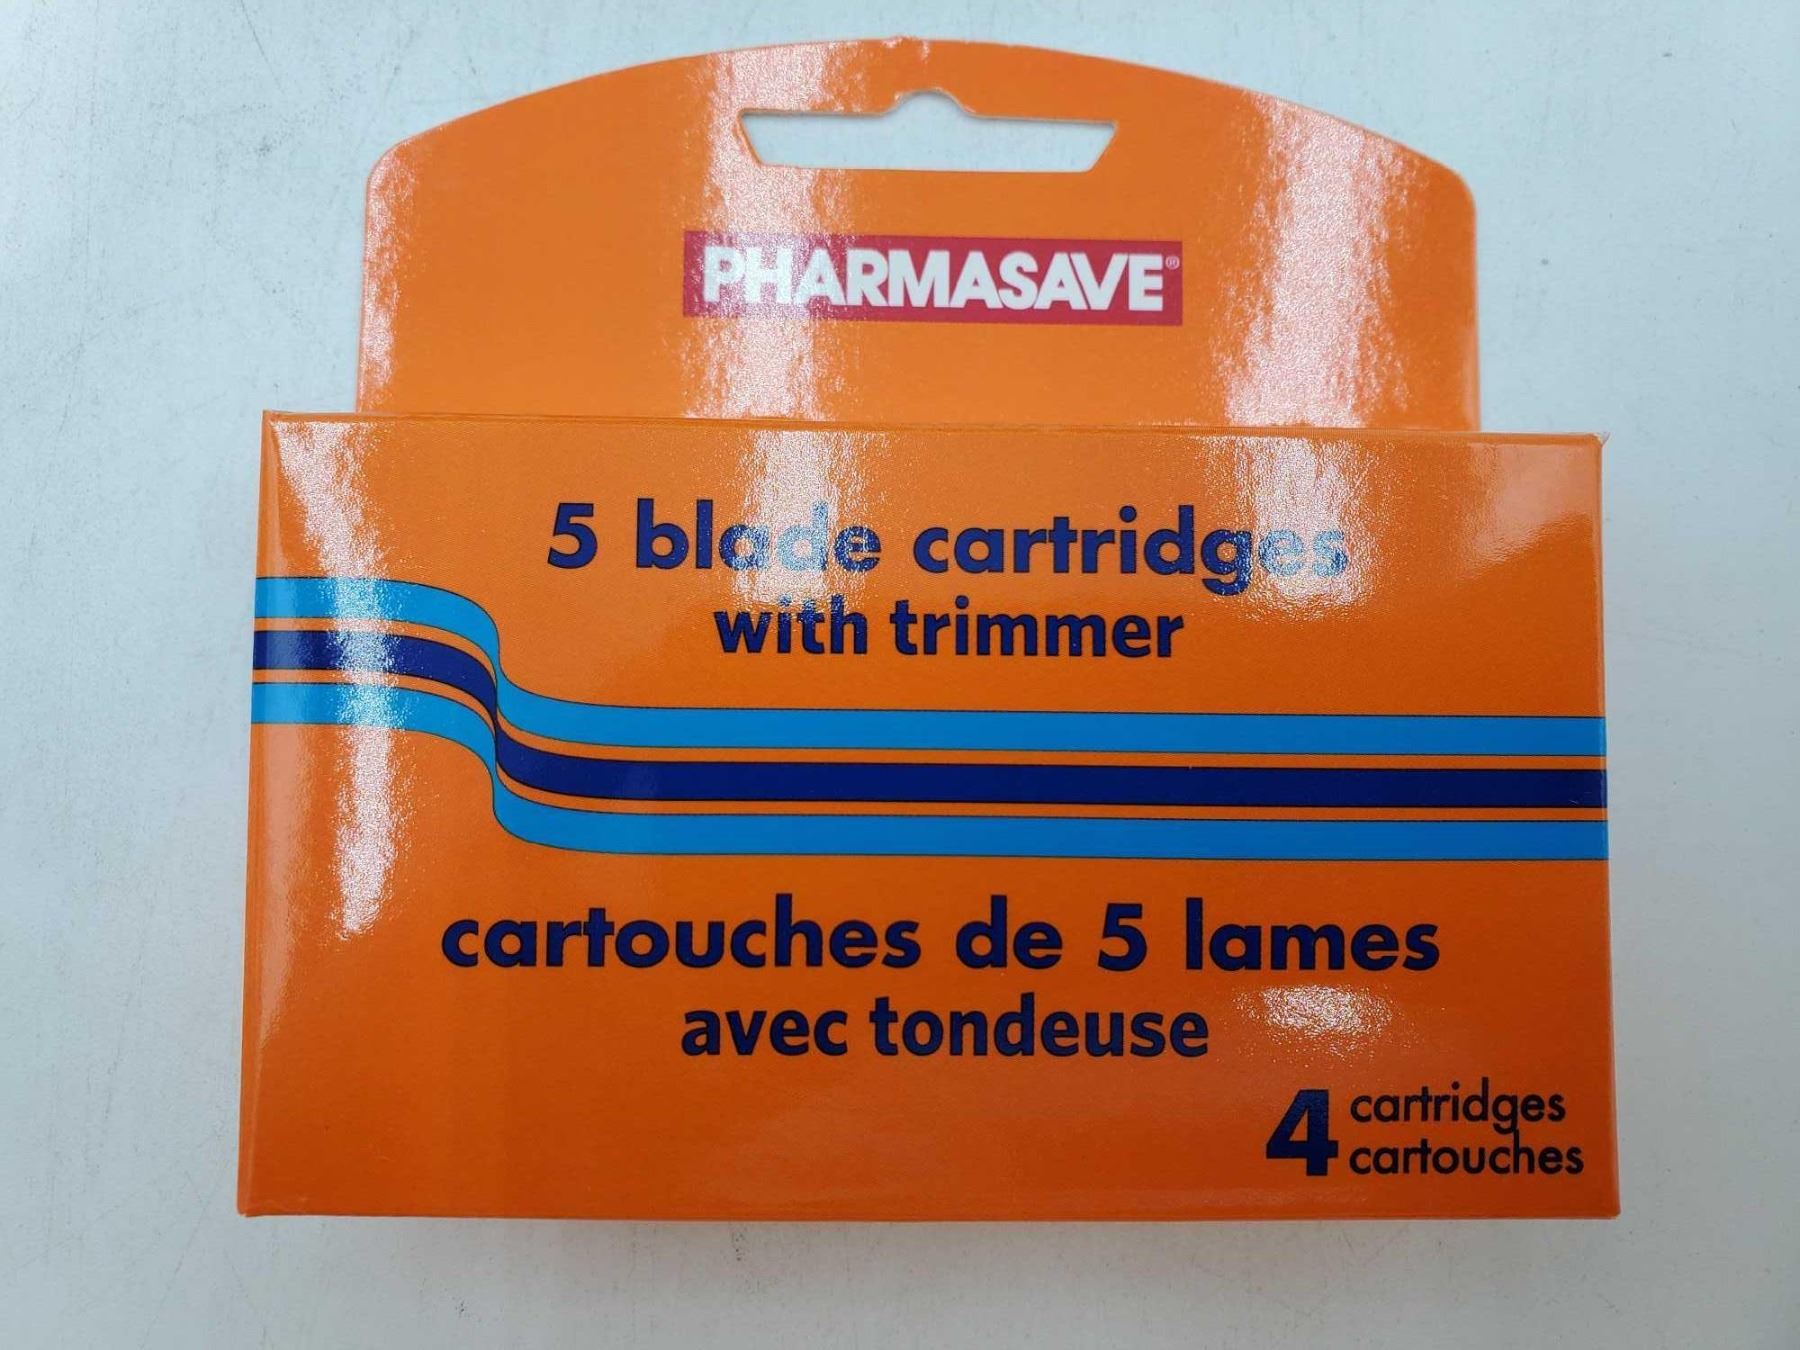 PHARMASAVE®
5 blade cartridges
with trimmer
cartouches de 5 lames
avec tondeuse
4 cartridges
cartouches